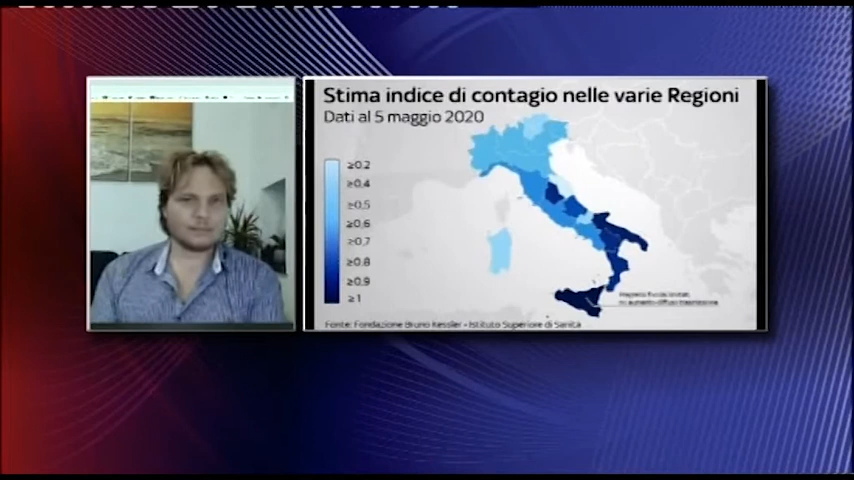 Stima indice di contagio nelle varie Regioni
Dati al 5 maggio 2020
≥0.2
≥0.4
≥0.5
≥0.6
≥0.7
≥0.8
≥0.9
≥1
Fonte: Fondazione Bruno Kessler - Istituto Superiore di Sanità